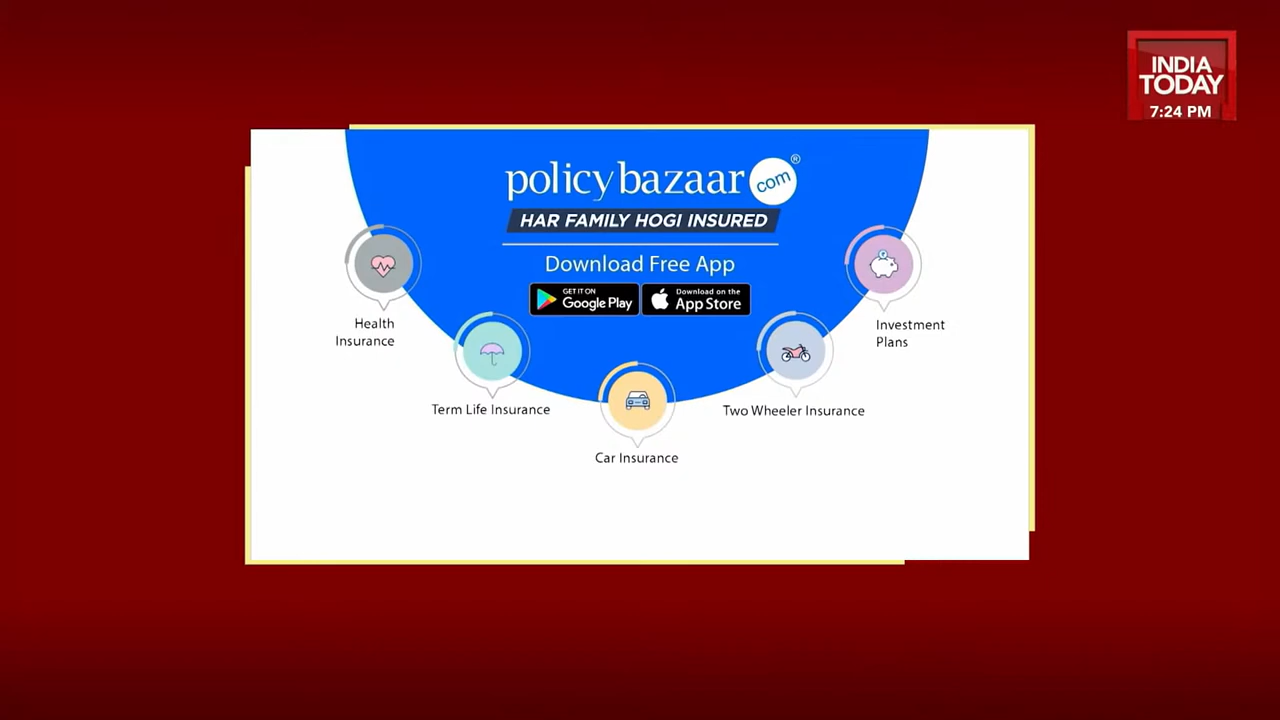 INDIA
TODAY
7:24 PM
policybazaar.com®
HAR FAMILY HOGI INSURED
Download Free App
GET IT ON
Google Play
Download on the
App Store
Health
Insurance
Term Life Insurance
Car Insurance
Two Wheeler Insurance
Investment
Plans